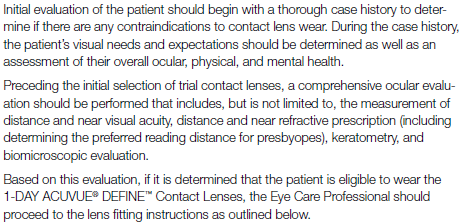 Initial evaluation of the patient should begin with a thorough case history to deter-
mine if there are any contraindications to contact lens wear. During the case history,
the patient's visual needs and expectations should be determined as well as an
assessment of their overall ocular, physical, and mental health.
Preceding the initial selection of trial contact lenses, a comprehensive ocular evalu-
ation should be performed that includes, but is not limited to, the measurement of
distance and near visual acuity, distance and near refractive prescription (including
determining the preferred reading distance for presbyopes), keratometry, and
biomicroscopic evaluation.
Based on this evaluation, if it is determined that the patient is eligible to wear the
1-DAY ACUVUE® DEFINE™ Contact Lenses, the Eye Care Professional should
proceed to the lens fitting instructions as outlined below.